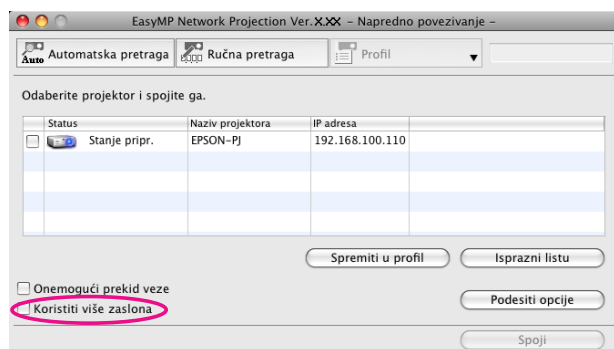 EasyMP Network Projection Ver.X.XX – Napredno povezivanje –
Auto Automatska pretraga Ručna pretraga Profil
Odaberite projektor i spojite ga.
Status Naziv projektora IP adresa
Stanje pripr. EPSON-PJ 192.168.100.110
Spremiti u profil Isprazni listu
Onemogući prekid veze
Koristiti više zaslona
Podesiti opcije
Spoji